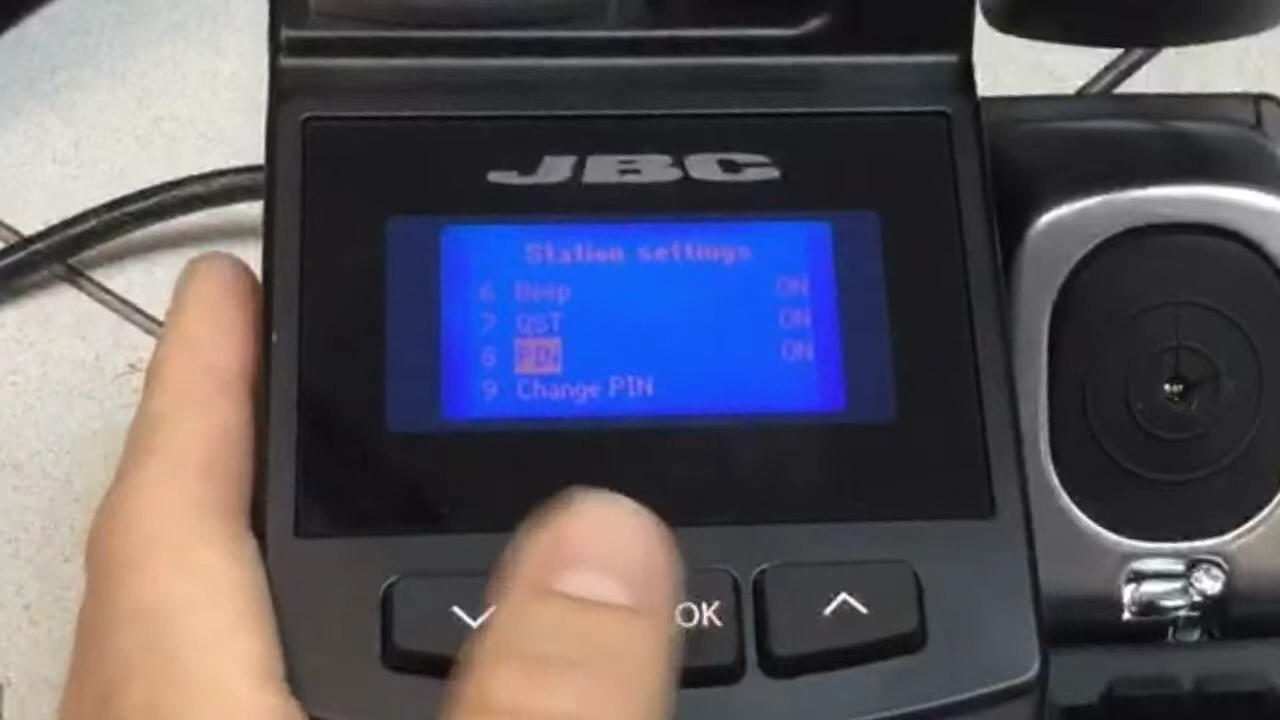 JBC
Station settings
6 Beep ON
7 QST ON
8 PIN ON
9 Change PIN
OK